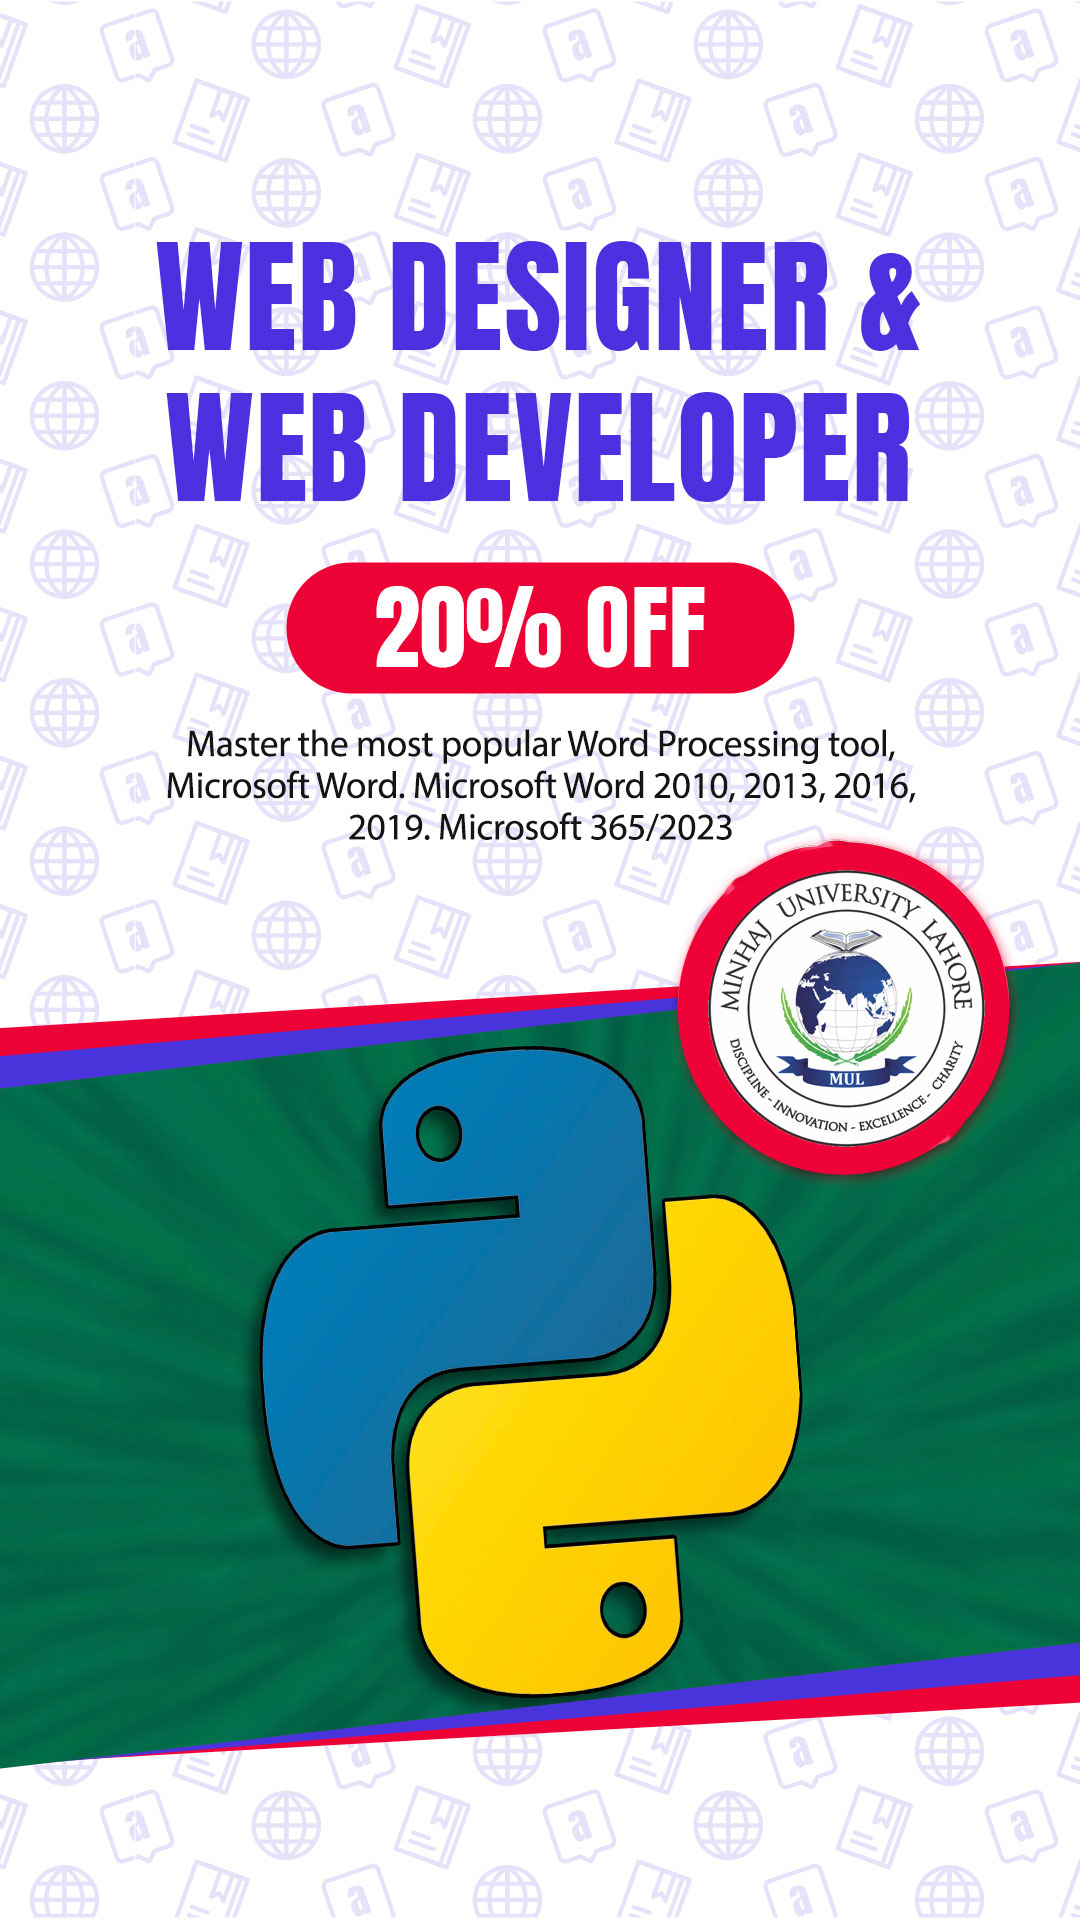 WEB DESIGNER &
WEB DEVELOPER
20% OFF
Master the most popular Word Processing tool,
Microsoft Word. Microsoft Word 2010, 2013, 2016,
2019. Microsoft 365/2023
MINHAJ UNIVERSITY LAHORE
MUL
DISCIPLINE - INNOVATION - EXCELLENCE - CHARITY